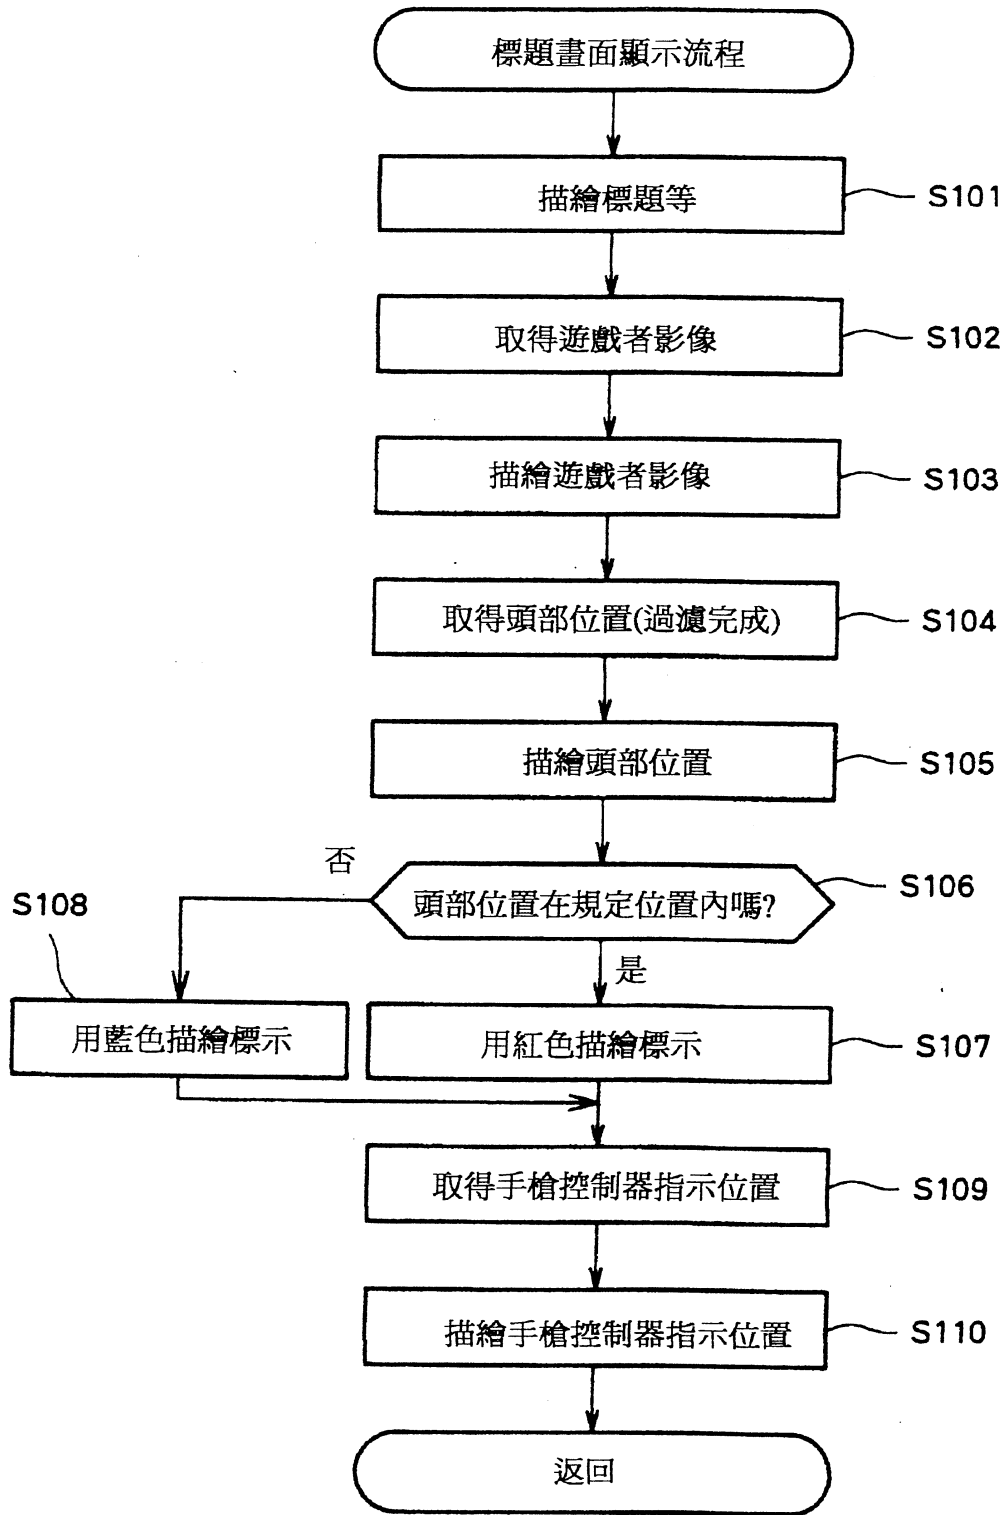 標題畫面顯示流程
描繪標題等
S101
取得遊戲者影像
S102
描繪遊戲者影像
S103
取得頭部位置(過濾完成)
S104
描繪頭部位置
S105
否
頭部位置在規定位置內嗎?
S106
S108
是
用藍色描繪標示
用紅色描繪標示
S107
取得手槍控制器指示位置
S109
描繪手槍控制器指示位置
S110
返回